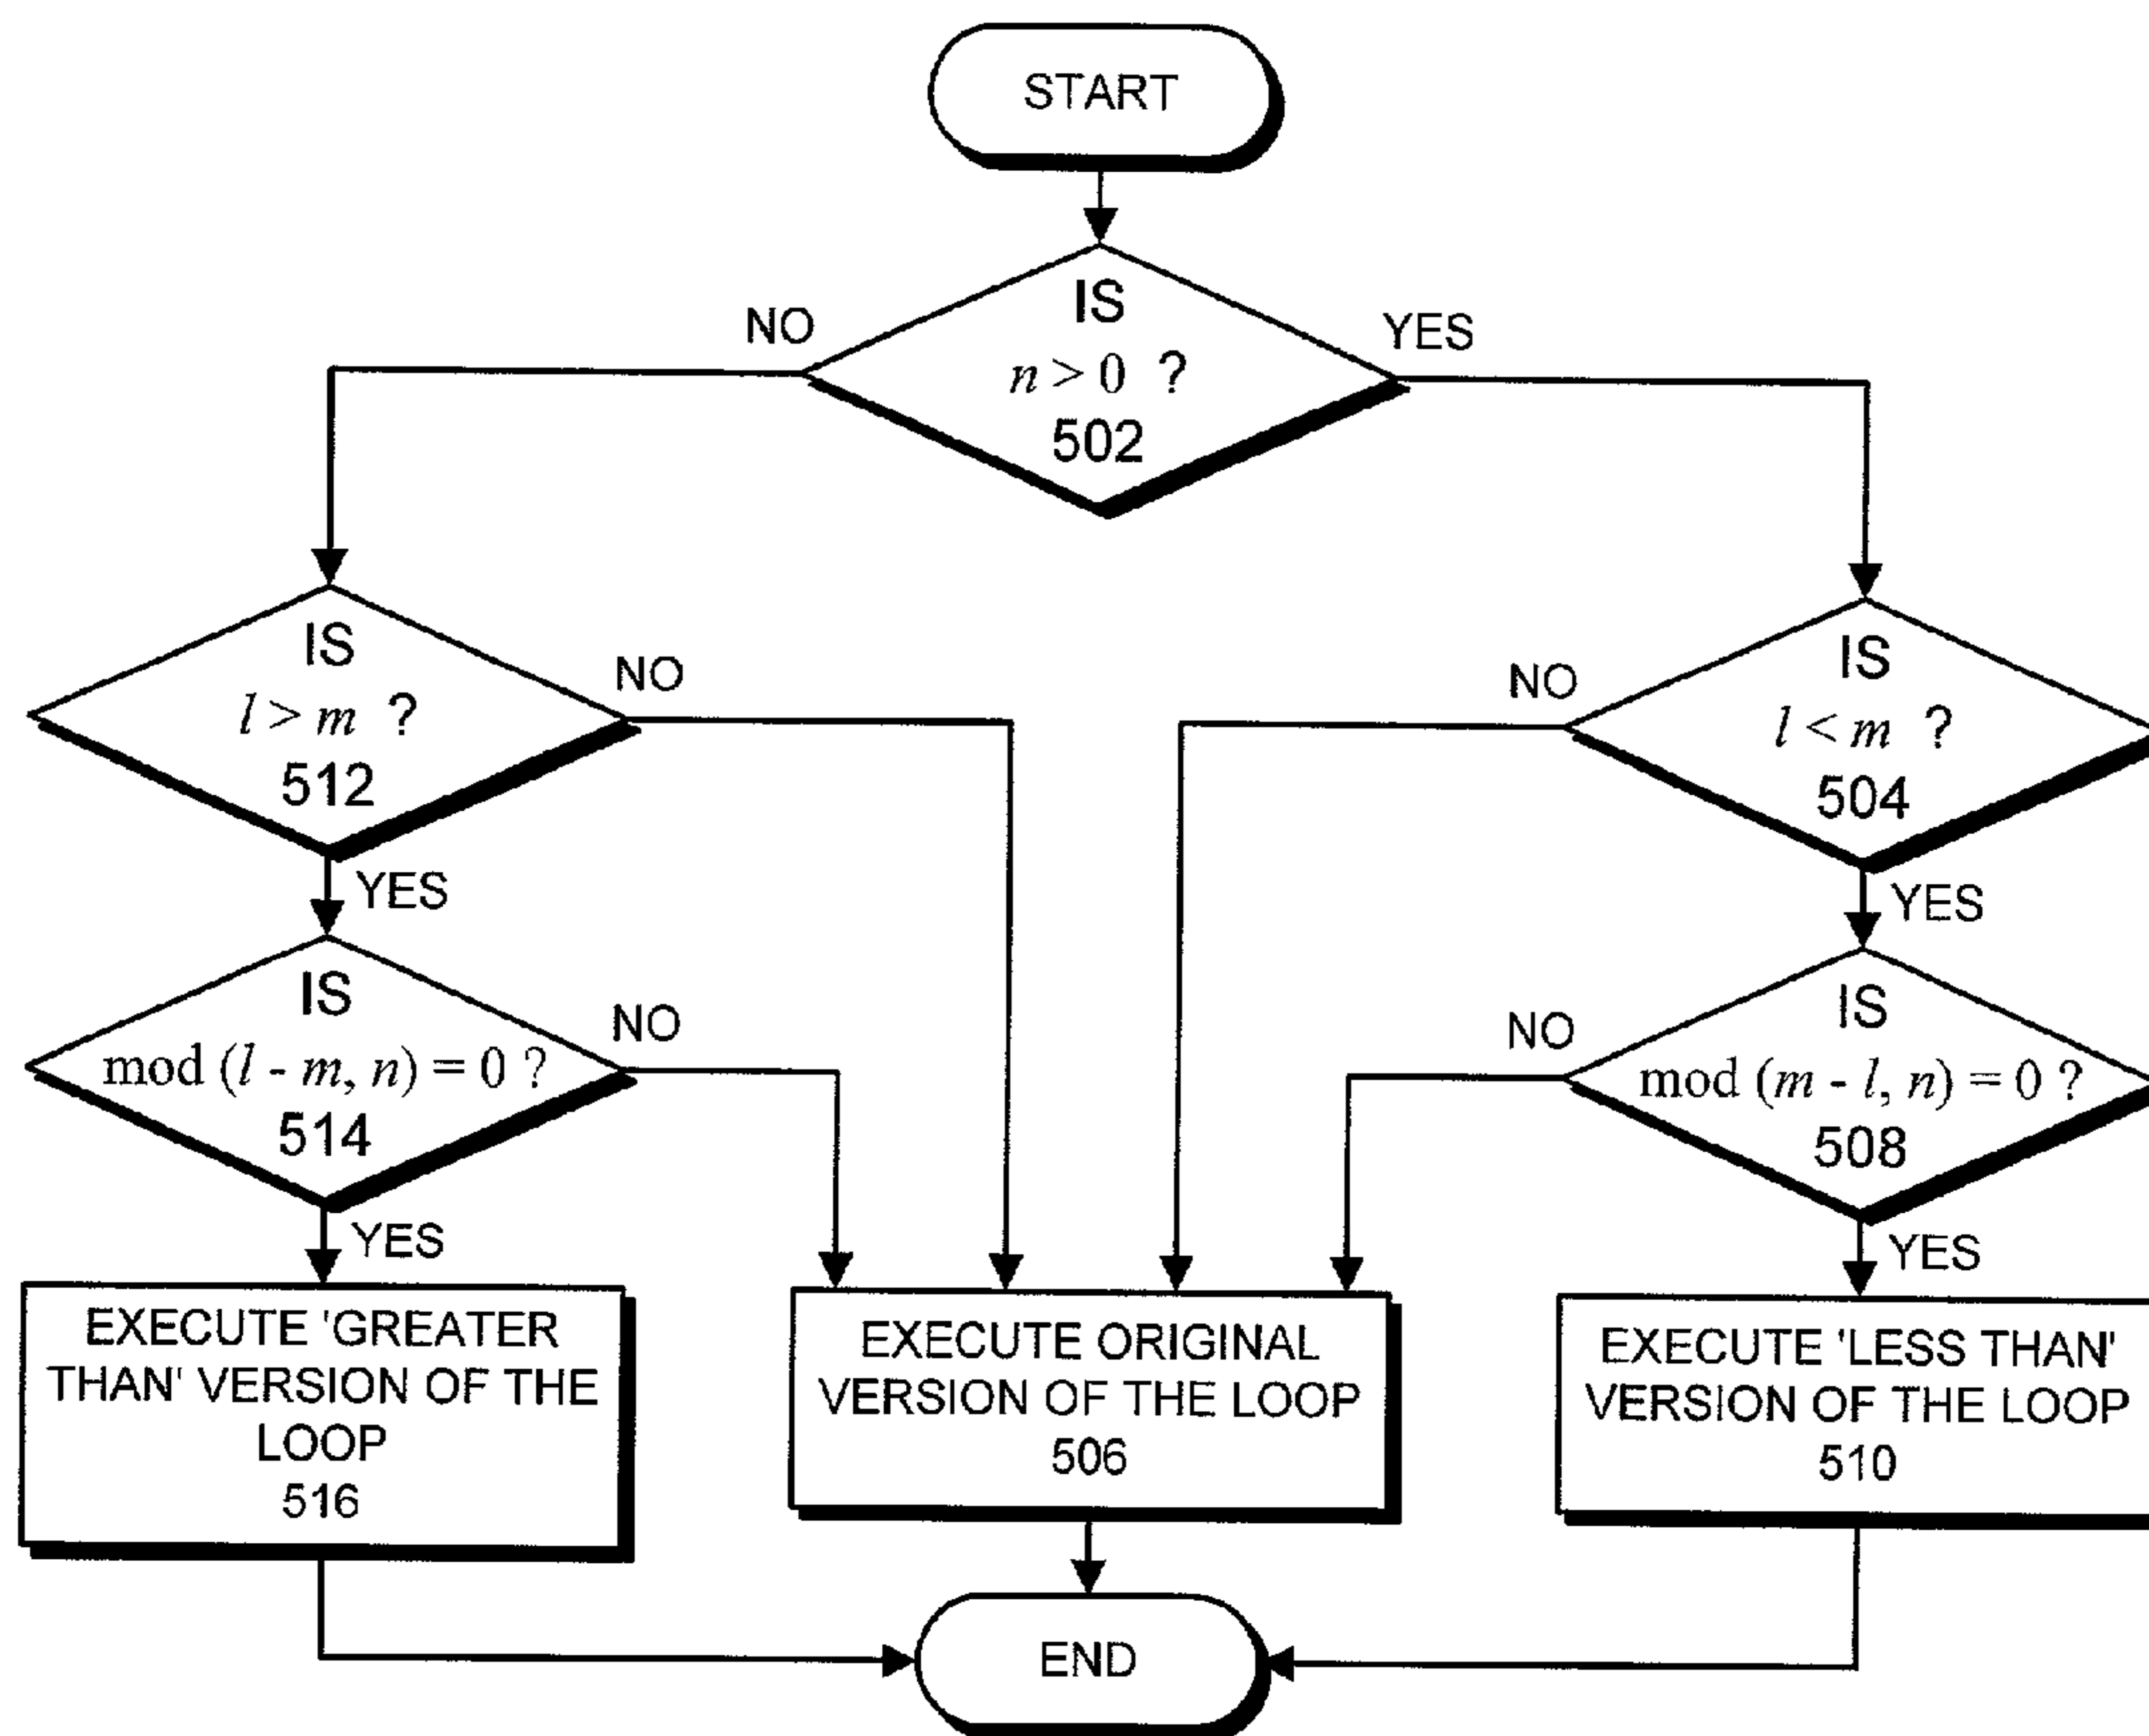 START
IS
n > 0 ?
502
NO
YES
IS
l > m ?
512
NO
YES
IS
l < m ?
504
NO
YES
IS
mod (l - m, n) = 0 ?
514
NO
YES
IS
mod (m - l, n) = 0 ?
508
NO
YES
EXECUTE 'GREATER
THAN' VERSION OF THE
LOOP
516
EXECUTE ORIGINAL
VERSION OF THE LOOP
506
EXECUTE 'LESS THAN'
VERSION OF THE LOOP
510
END